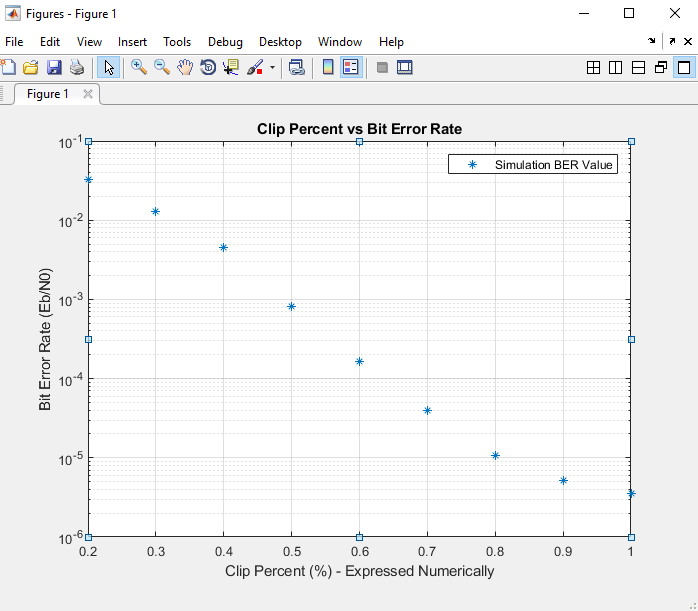 Figures - Figure 1
File Edit View Insert Tools Debug Desktop Window Help
Figure 1
Clip Percent vs Bit Error Rate
Simulation BER Value
10^-1
10^-2
10^-3
10^-4
10^-5
10^-6
Bit Error Rate (Eb/N0)
0.2 0.3 0.4 0.5 0.6 0.7 0.8 0.9 1
Clip Percent (%) - Expressed Numerically